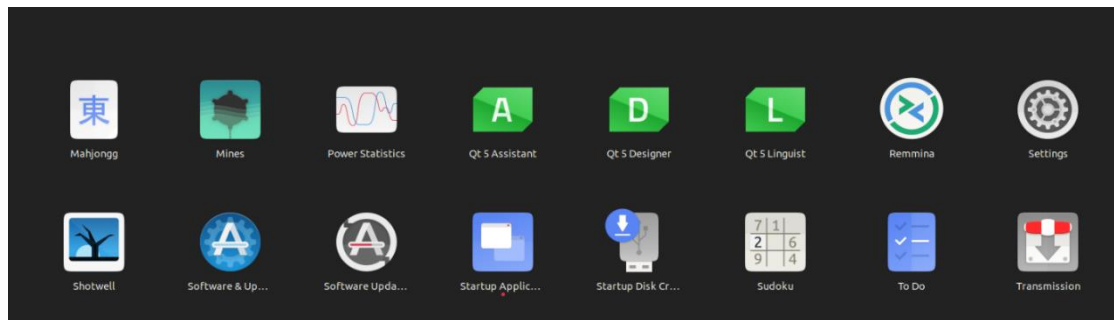 東
A
D
L
Mahjongg
Mines
Power Statistics
Qt 5 Assistant
Qt 5 Designer
Qt 5 Linguist
Remmina
Settings
7 1
2 6
9 4
Shotwell
Software & Up...
Software Upda...
Startup Applic...
Startup Disk Cr...
Sudoku
To Do
Transmission